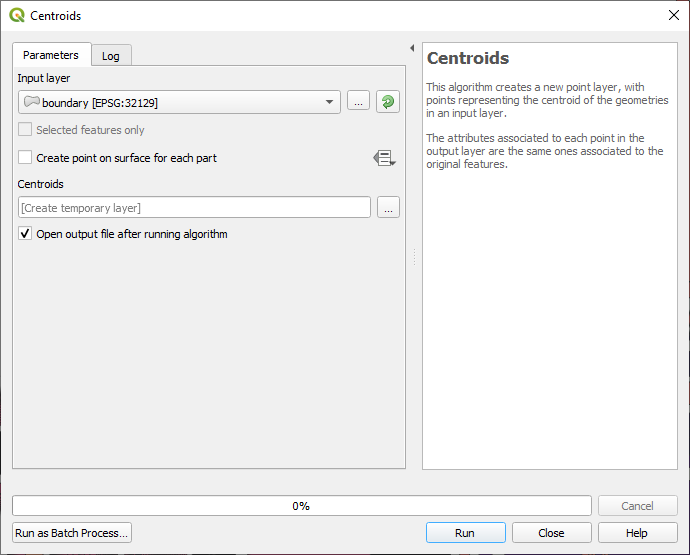 Centroids
Parameters
Log
Input layer
boundary [EPSG:32129]
...
Selected features only
Create point on surface for each part
Centroids
[Create temporary layer]
...
Open output file after running algorithm
Centroids
This algorithm creates a new point layer, with
points representing the centroid of the geometries
in an input layer.
The attributes associated to each point in the
output layer are the same ones associated to the
original features.
0%
Cancel
Run as Batch Process...
Run
Close
Help